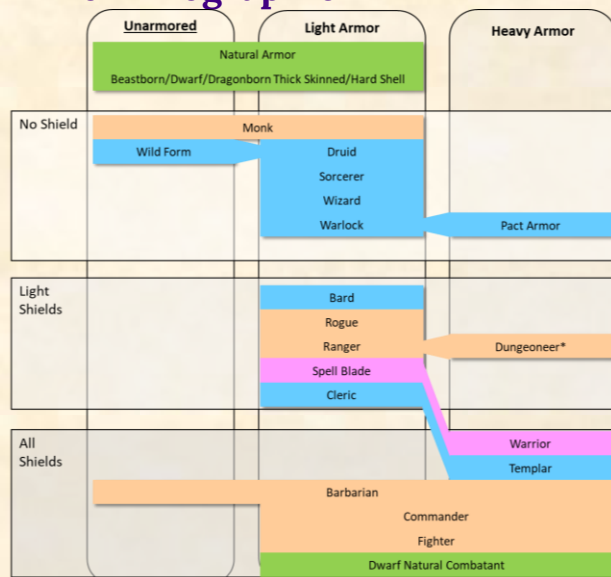 Unarmored
Light Armor
Heavy Armor
Natural Armor
Beastborn/Dwarf/Dragonborn Thick Skinned/Hard Shell
No Shield
Monk
Wild Form
Druid
Sorcerer
Wizard
Warlock
Pact Armor
Light
Shields
Bard
Rogue
Ranger
Dungeoneer*
Spell Blade
Cleric
All
Shields
Warrior
Templar
Barbarian
Commander
Fighter
Dwarf Natural Combatant